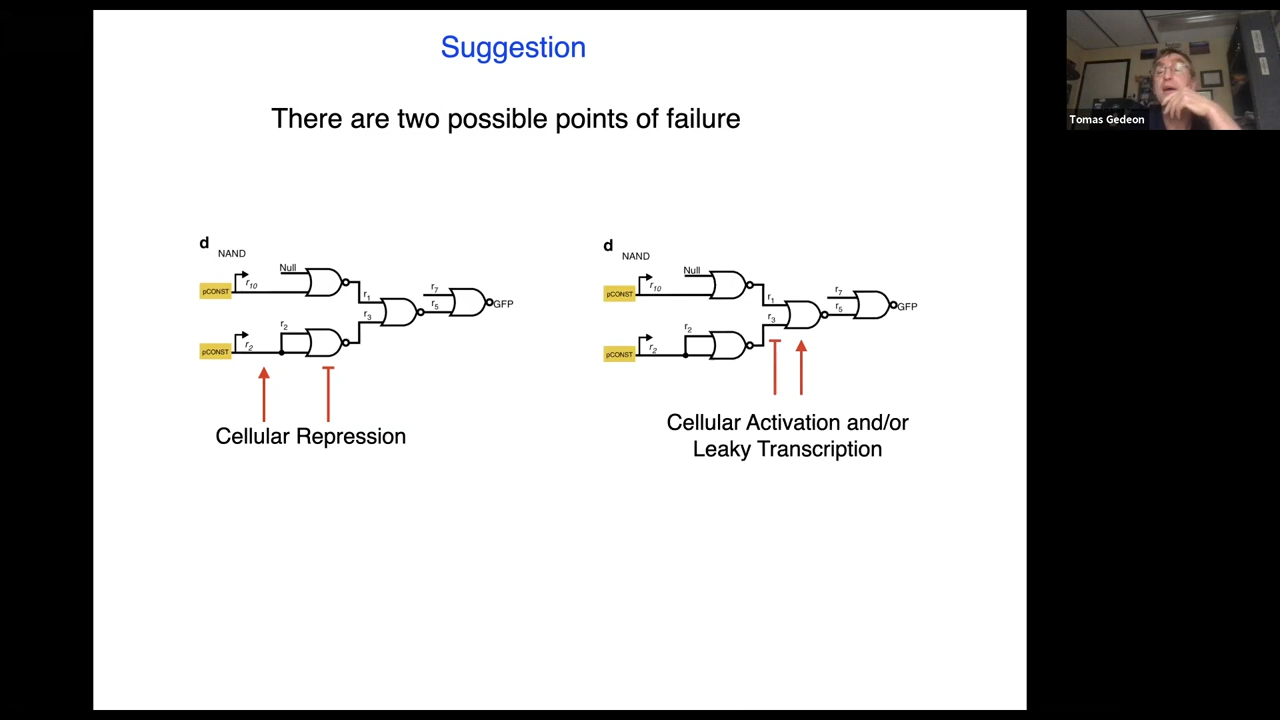 Suggestion
There are two possible points of failure
d
NAND
Null
r10
pCONST
r1
r3
r7
r5
GFP
r2
r2
pCONST
Cellular Repression
d
NAND
Null
r10
pCONST
r1
r3
r7
r5
GFP
r2
r2
pCONST
Cellular Activation and/or
Leaky Transcription
Tomas Gedeon